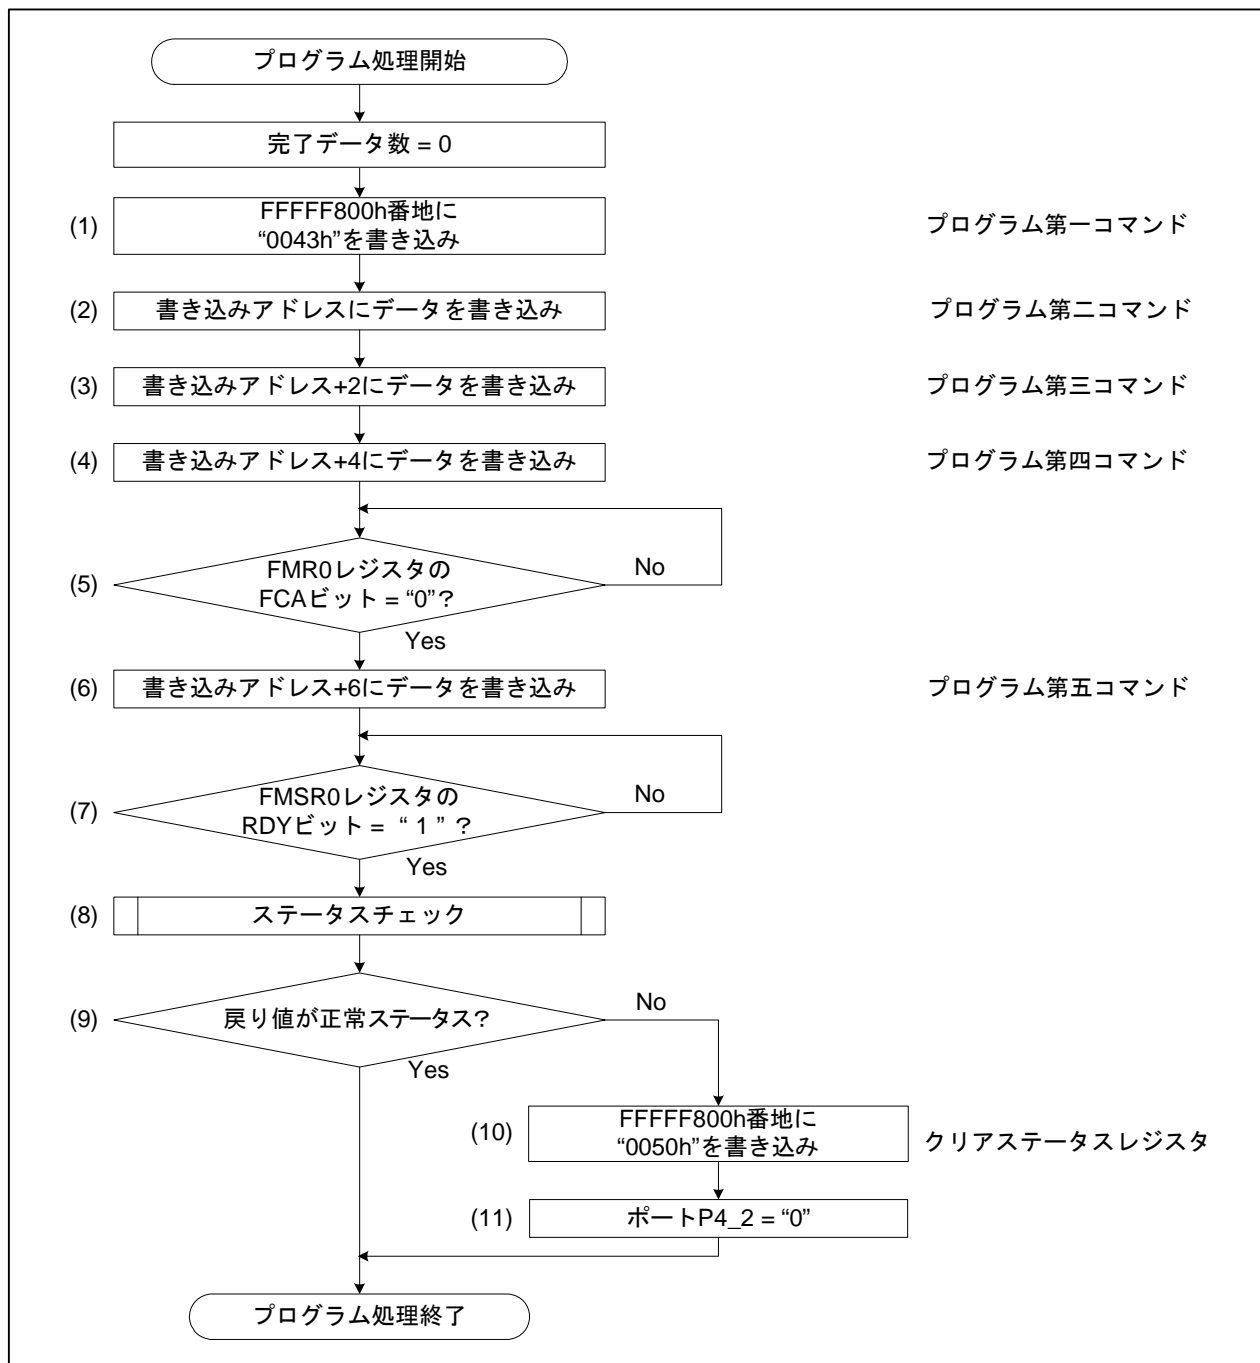 プログラム処理開始
完了データ数 = 0
(1)
FFFFF800h番地に
“0043h”を書き込み
プログラム第一コマンド
(2)
書き込みアドレスにデータを書き込み
プログラム第二コマンド
(3)
書き込みアドレス+2にデータを書き込み
プログラム第三コマンド
(4)
書き込みアドレス+4にデータを書き込み
プログラム第四コマンド
(5)
FMR0レジスタの
FCAビット = “0”?
No
Yes
(6)
書き込みアドレス+6にデータを書き込み
プログラム第五コマンド
(7)
FMSR0レジスタの
RDYビット = “ 1 ” ?
No
Yes
(8)
ステータスチェック
(9)
戻り値が正常ステータス?
No
Yes
(10)
FFFFF800h番地に
“0050h”を書き込み
クリアステータスレジスタ
(11)
ポートP4_2 = “0”
プログラム処理終了